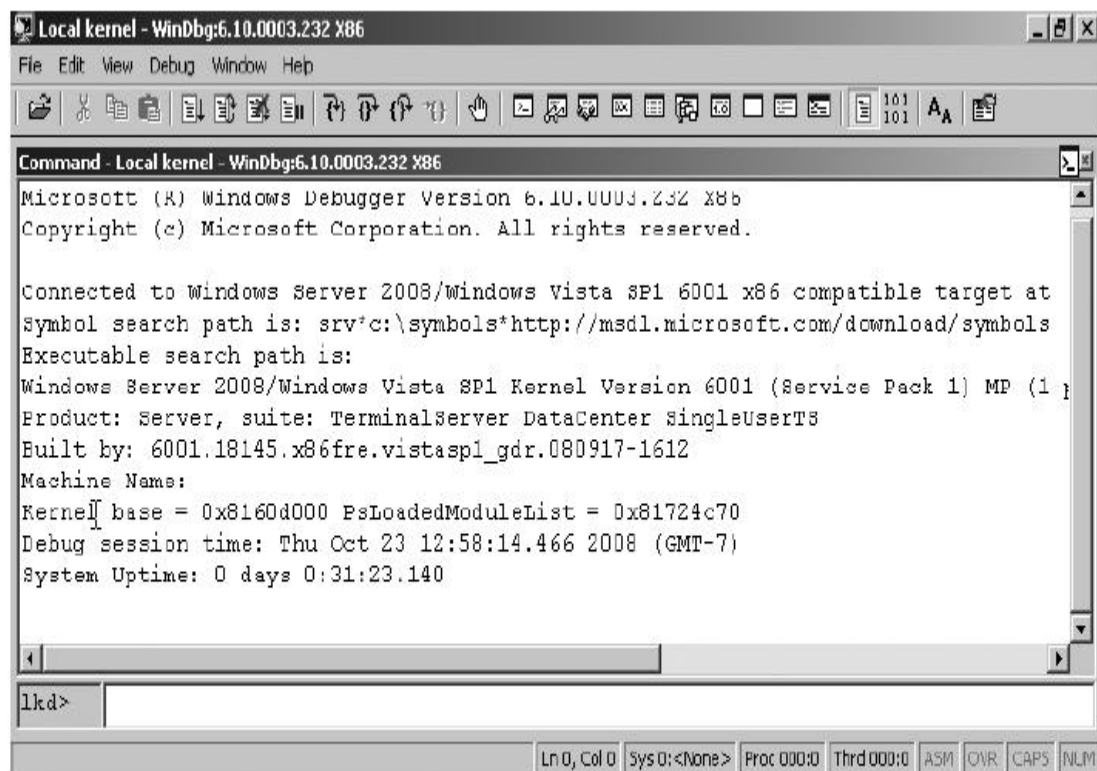 Local kernel - WinDbg:6.10.0003.232 X86
File Edit View Debug Window Help
101
101
Command - Local kernel - WinDbg:6.10.0003.232 X86
Microsoft (R) Windows Debugger Version 6.10.0003.232 X86
Copyright (c) Microsoft Corporation. All rights reserved.
Connected to Windows Server 2008/Windows Vista SP1 6001 x86 compatible target at
Symbol search path is: srv*c:\symbols*http://msdl.microsoft.com/download/symbols
Executable search path is:
Windows Server 2008/Windows Vista SP1 Kernel Version 6001 (Service Pack 1) MP (1
Product: Server, suite: TerminalServer DataCenter SingleUserTS
Built by: 6001.18145.x86fre.vistasp1_gdr.080917-1612
Machine Name:
Kernel base = 0x8160d000 PsLoadedModuleList = 0x81724c70
Debug session time: Thu Oct 23 12:58:14.466 2008 (GMT-7)
System Uptime: 0 days 0:31:23.140
lkd>
Ln 0, Col 0 Sys 0:<None> Proc 000:0 Thrd 000:0 ASM OVR CAPS NUM